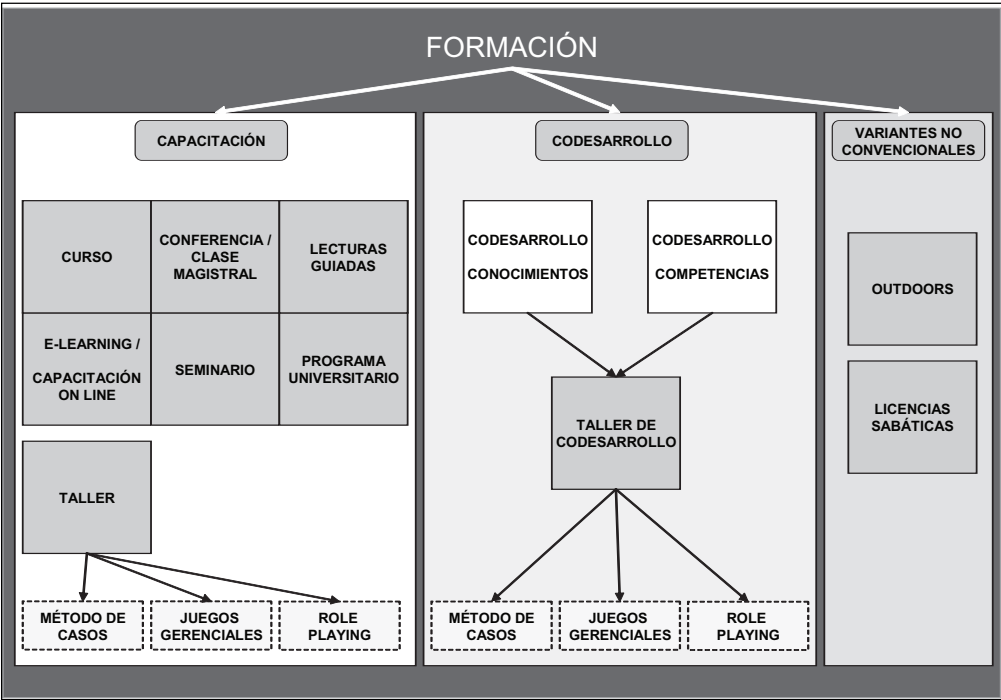 FORMACIÓN
CAPACITACIÓN
CURSO
CONFERENCIA /
CLASE
MAGISTRAL
LECTURAS
GUIADAS
E-LEARNING /
CAPACITACIÓN
ON LINE
SEMINARIO
PROGRAMA
UNIVERSITARIO
TALLER
MÉTODO DE
CASOS
JUEGOS
GERENCIALES
ROLE
PLAYING
CODESARROLLO
CODESARROLLO
CONOCIMIENTOS
CODESARROLLO
COMPETENCIAS
TALLER DE
CODESARROLLO
MÉTODO DE
CASOS
JUEGOS
GERENCIALES
ROLE
PLAYING
VARIANTES NO
CONVENCIONALES
OUTDOORS
LICENCIAS
SABÁTICAS